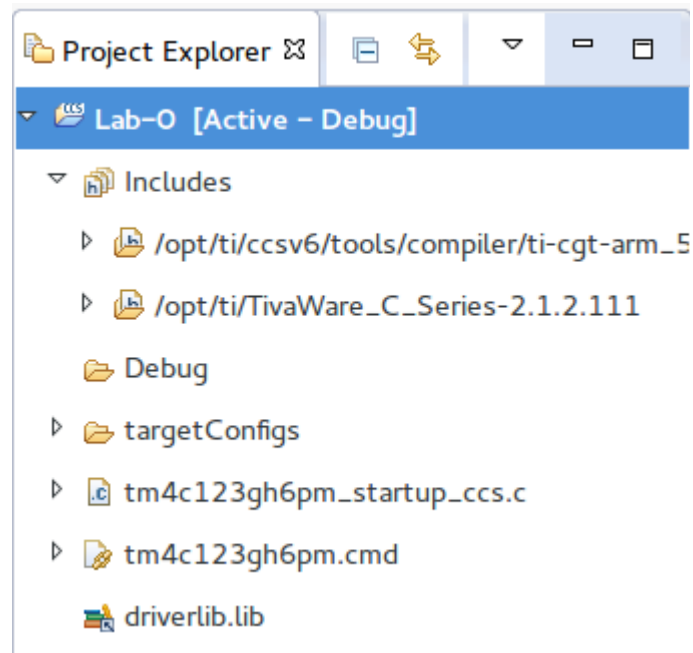 Project Explorer
Lab-0 [Active - Debug]
Includes
/opt/ti/ccsv6/tools/compiler/ti-cgt-arm_5
/opt/ti/TivaWare_C_Series-2.1.2.111
Debug
targetConfigs
tm4c123gh6pm_startup_ccs.c
tm4c123gh6pm.cmd
driverlib.lib